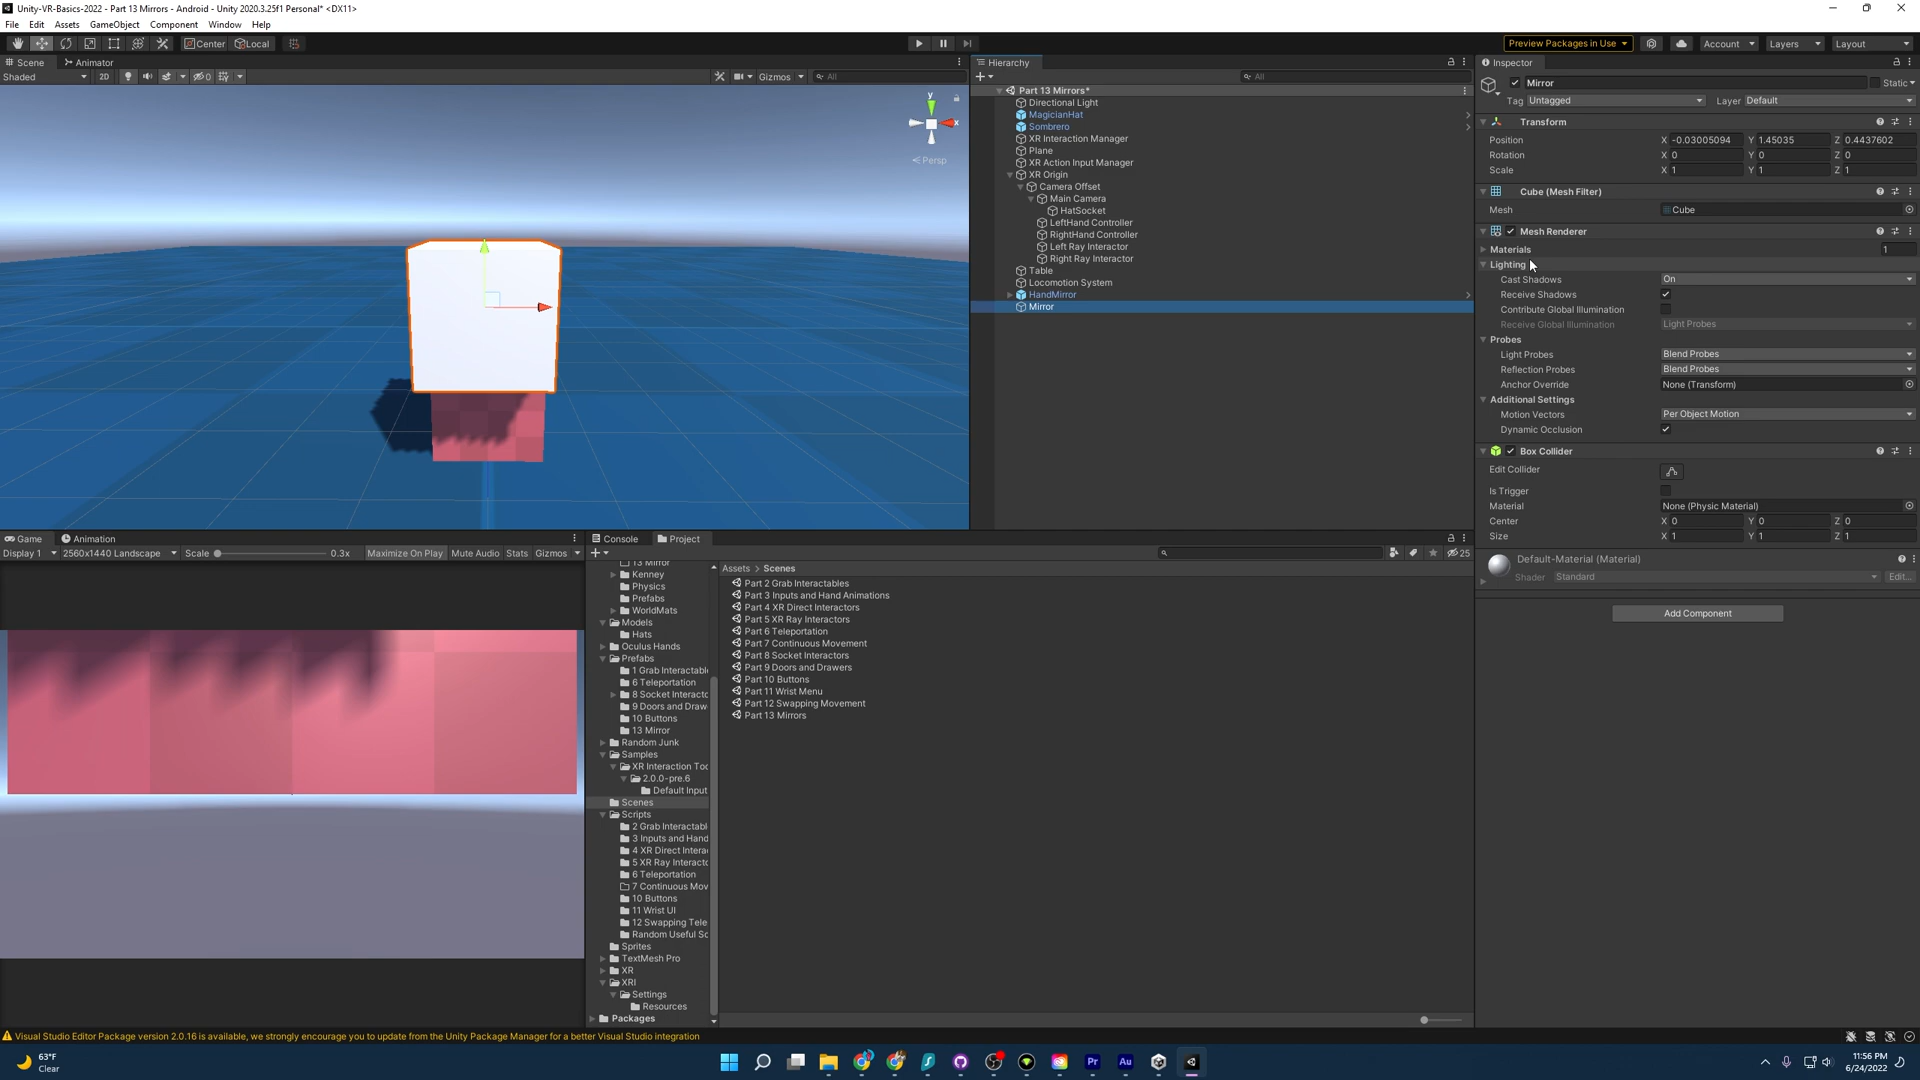 Unity-VR-Basics-2022 - Part 13 Mirrors - Android - Unity 2020.3.25f1 Personal* <DX11>
File Edit Assets GameObject Component Window Help
Center Local
Preview Packages in Use Account Layers Layout
Scene Animator
Shaded 2D 0 Gizmos All
y x
Persp
Hierarchy
All
Part 13 Mirrors*
Directional Light
MagicianHat
Sombrero
XR Interaction Manager
Plane
XR Action Input Manager
XR Origin
Camera Offset
Main Camera
HatSocket
LeftHand Controller
RightHand Controller
Left Ray Interactor
Right Ray Interactor
Table
Locomotion System
HandMirror
Mirror
Inspector
Mirror Static
Tag Untagged Layer Default
Transform
Position X -0.03005094 Y 1.45035 Z 0.4437602
Rotation X 0 Y 0 Z 0
Scale X 1 Y 1 Z 1
Cube (Mesh Filter)
Mesh Cube
Mesh Renderer
Materials 1
Lighting
Cast Shadows On
Receive Shadows
Contribute Global Illumination
Receive Global Illumination Light Probes
Probes
Light Probes Blend Probes
Reflection Probes Blend Probes
Anchor Override None (Transform)
Additional Settings
Motion Vectors Per Object Motion
Dynamic Occlusion
Box Collider
Edit Collider
Is Trigger
Material None (Physic Material)
Center X 0 Y 0 Z 0
Size X 1 Y 1 Z 1
Default-Material (Material)
Shader Standard Edit...
Add Component
Game Animation
Display 1 2560x1440 Landscape Scale 0.3x Maximize On Play Mute Audio Stats Gizmos
Console Project
25
13 Mirror
Kenney
Physics
Prefabs
WorldMats
Models
Hats
Oculus Hands
Prefabs
1 Grab Interactabl
6 Teleportation
8 Socket Interacto
9 Doors and Draw
10 Buttons
13 Mirror
Random Junk
Samples
XR Interaction Too
2.0.0-pre.6
Default Input
Scenes
Scripts
2 Grab Interactabl
3 Inputs and Hand
4 XR Direct Intera
5 XR Ray Interacto
6 Teleportation
7 Continuous Mov
10 Buttons
11 Wrist UI
12 Swapping Tele
Random Useful Sc
Sprites
TextMesh Pro
XR
XRI
Settings
Resources
Packages
Assets > Scenes
Part 2 Grab Interactables
Part 3 Inputs and Hand Animations
Part 4 XR Direct Interactors
Part 5 XR Ray Interactors
Part 6 Teleportation
Part 7 Continuous Movement
Part 8 Socket Interactors
Part 9 Doors and Drawers
Part 10 Buttons
Part 11 Wrist Menu
Part 12 Swapping Movement
Part 13 Mirrors
Visual Studio Editor Package version 2.0.16 is available, we strongly encourage you to update from the Unity Package Manager for a better Visual Studio integration
63°F
Clear
Pr Au
11:56 PM
6/24/2022